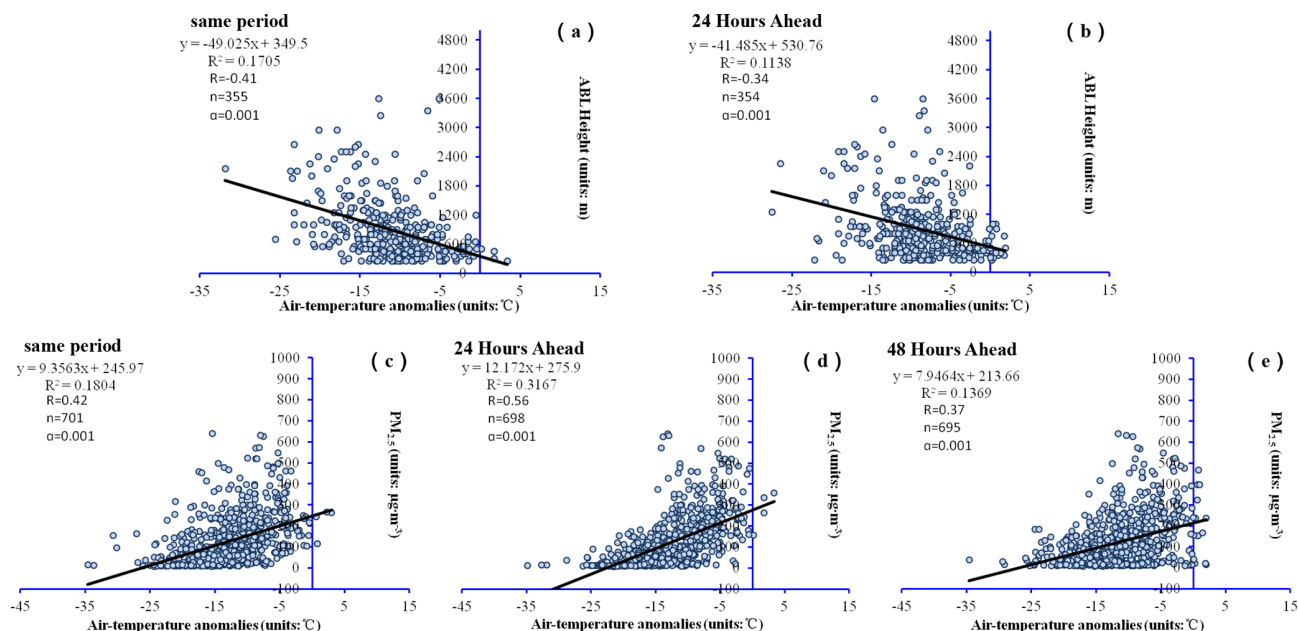 same period
y = -49.025x + 349.5
R² = 0.1705
R=-0.41
n=355
α=0.001
( a )
4800
4200
3600
3000
2400
1800
1200
600
0
ABL Height (units: m)
-35
-25
-15
-5
5
15
Air-temperature anomalies (units: ℃)
24 Hours Ahead
y = -41.485x + 530.76
R² = 0.1138
R=-0.34
n=354
α=0.001
( b )
4800
4200
3600
3000
2400
1800
1200
600
0
ABL Height (units: m)
-35
-25
-15
-5
5
15
Air-temperature anomalies (units: ℃)
same period
y = 9.3563x + 245.97
R² = 0.1804
R=0.42
n=701
α=0.001
( c )
1000
900
800
700
600
500
400
300
200
100
0
-100
PM2.5 (units: μg·m-3)
-45
-35
-25
-15
-5
5
15
Air-temperature anomalies (units: ℃)
24 Hours Ahead
y = 12.172x + 275.9
R² = 0.3167
R=0.56
n=698
α=0.001
( d )
1000
900
800
700
600
500
400
300
200
100
0
-100
PM2.5 (units: μg·m-3)
-45
-35
-25
-15
-5
5
15
Air-temperature anomalies (units: ℃)
48 Hours Ahead
y = 7.9464x + 213.66
R² = 0.1369
R=0.37
n=695
α=0.001
( e )
1000
900
800
700
600
500
400
300
200
100
0
-100
PM2.5 (units: μg·m-3)
-45
-35
-25
-15
-5
5
15
Air-temperature anomalies (units: ℃)